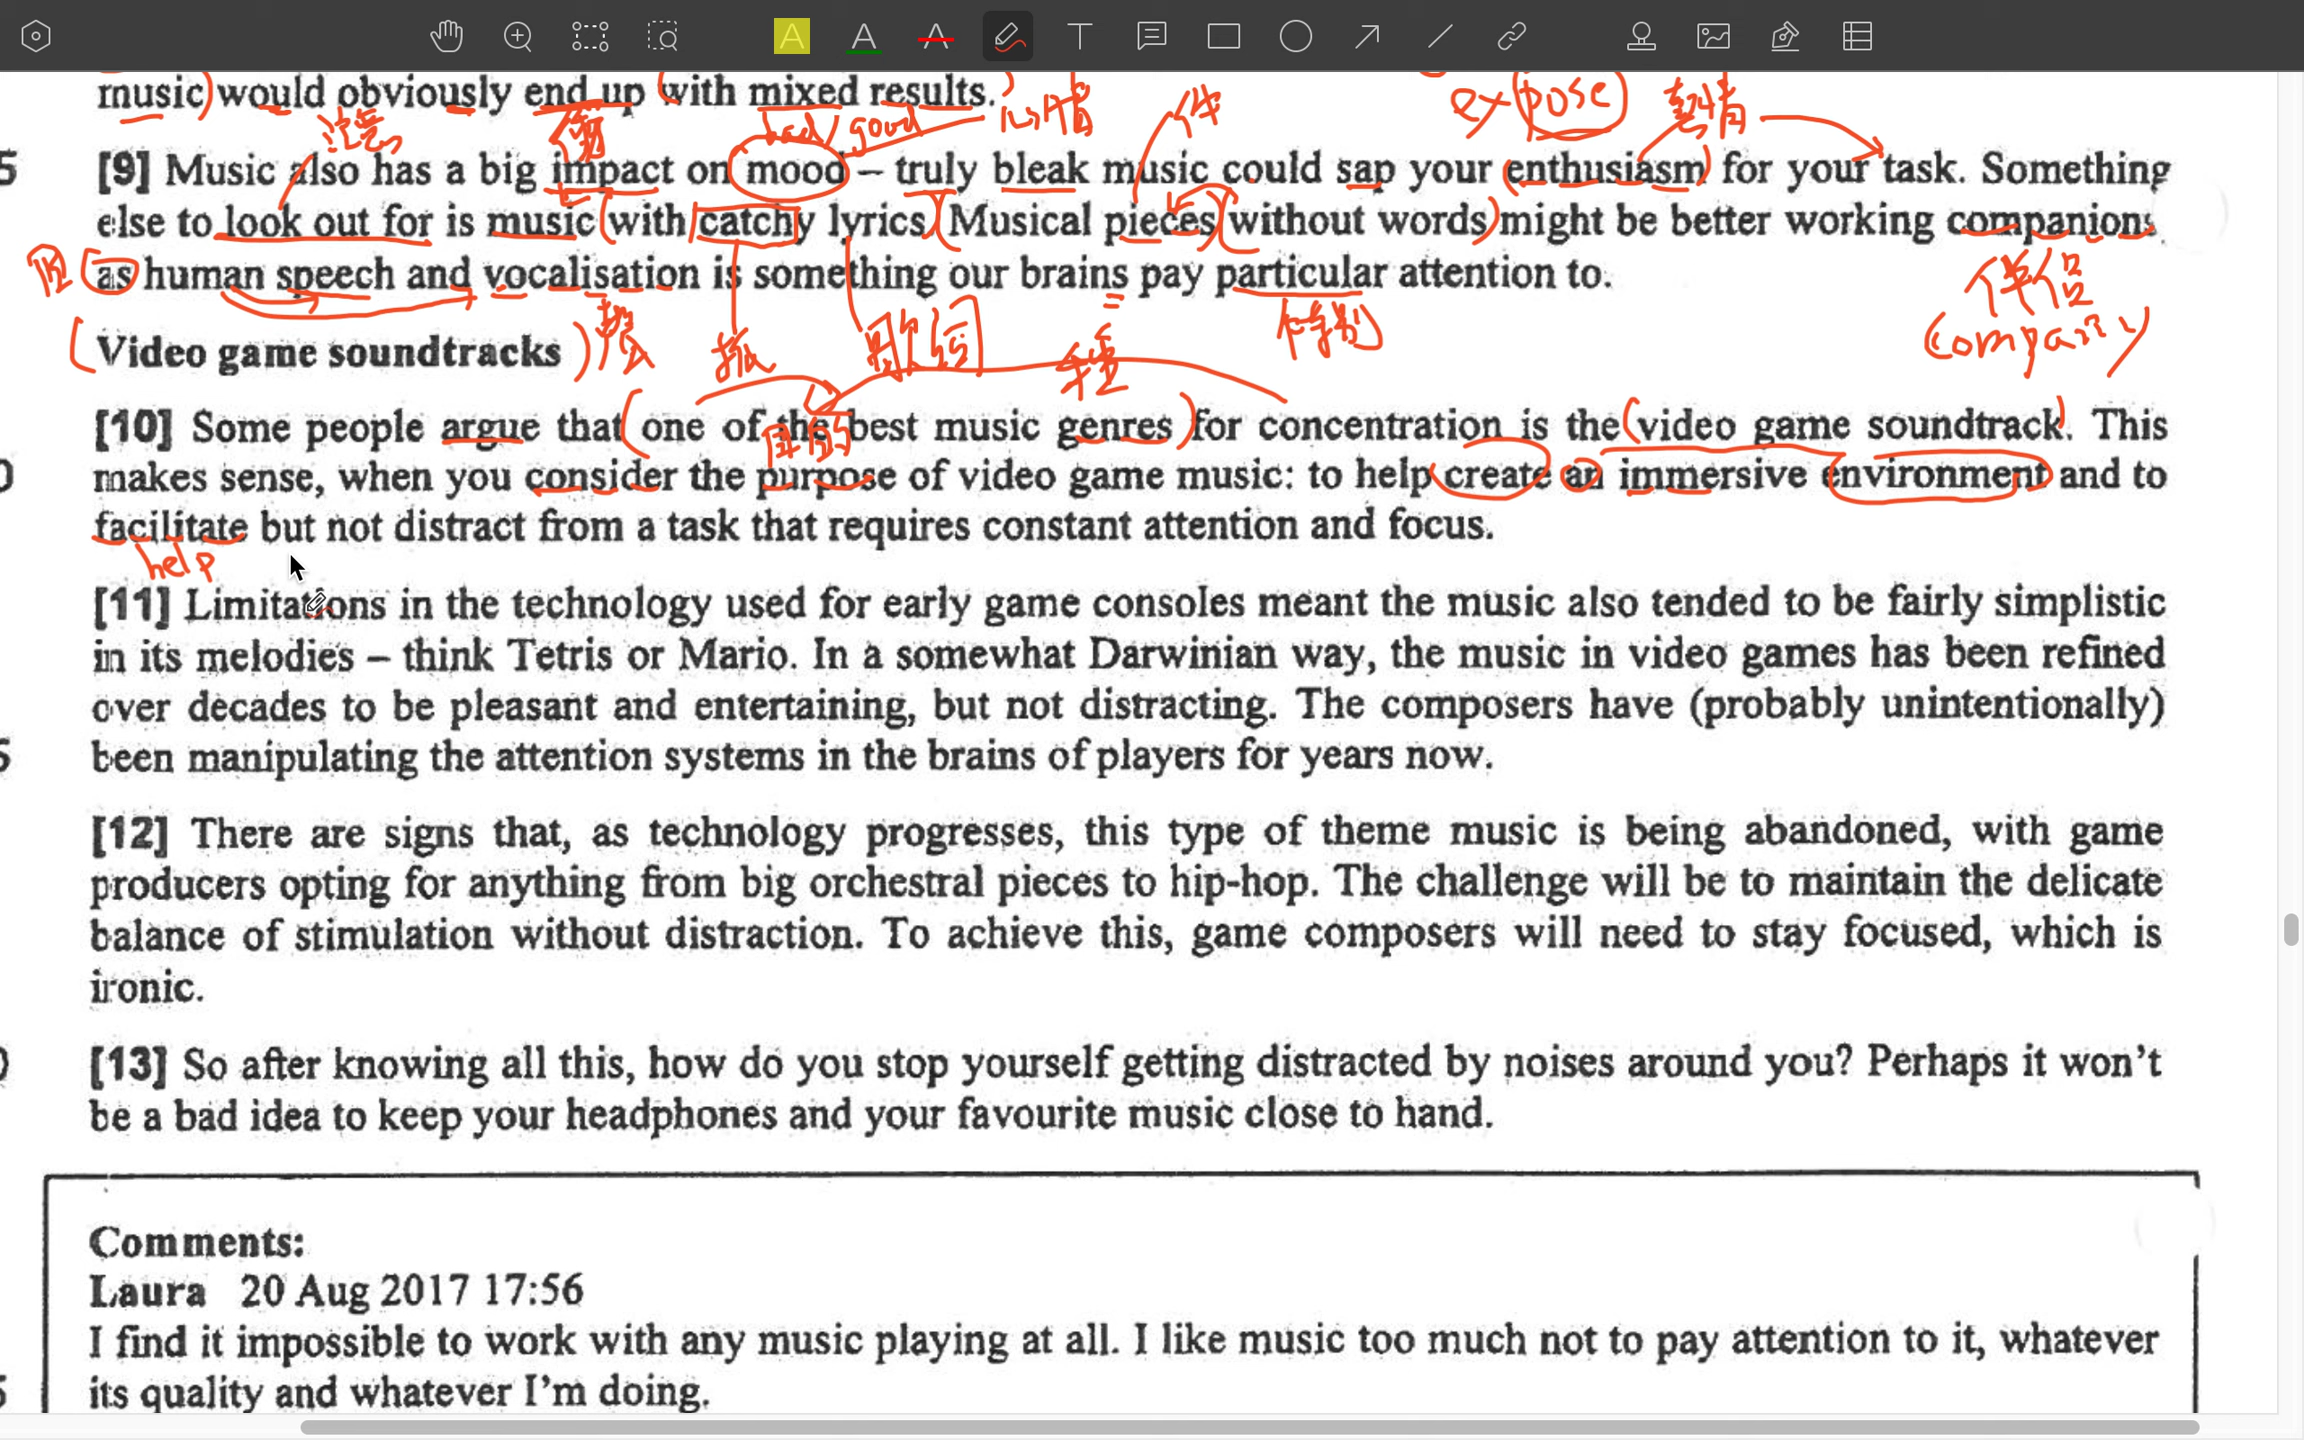 music) would obviously end up (with mixed results.)
心情
件
expose
熱情
注意
bad/good
5 [9] Music also has a big impact on mood – truly bleak music could sap your (enthusiasm) for your task. Something
else to look out for is music (with catchy lyrics) (Musical pieces (without words) might be better working companions
因 as human speech and vocalisation is something our brains pay particular attention to.
伴侶
(company)
特別
歌詞
種
(Video game soundtracks)
目的
[10] Some people argue that (one of the best music genres) for concentration is the (video game soundtrack). This
0 makes sense, when you consider the purpose of video game music: to help create an immersive environment and to
facilitate but not distract from a task that requires constant attention and focus.
help
[11] Limitations in the technology used for early game consoles meant the music also tended to be fairly simplistic
in its melodies – think Tetris or Mario. In a somewhat Darwinian way, the music in video games has been refined
over decades to be pleasant and entertaining, but not distracting. The composers have (probably unintentionally)
5 been manipulating the attention systems in the brains of players for years now.
[12] There are signs that, as technology progresses, this type of theme music is being abandoned, with game
producers opting for anything from big orchestral pieces to hip-hop. The challenge will be to maintain the delicate
balance of stimulation without distraction. To achieve this, game composers will need to stay focused, which is
ironic.
0 [13] So after knowing all this, how do you stop yourself getting distracted by noises around you? Perhaps it won't
be a bad idea to keep your headphones and your favourite music close to hand.
Comments:
Laura 20 Aug 2017 17:56
I find it impossible to work with any music playing at all. I like music too much not to pay attention to it, whatever
5 its quality and whatever I'm doing.